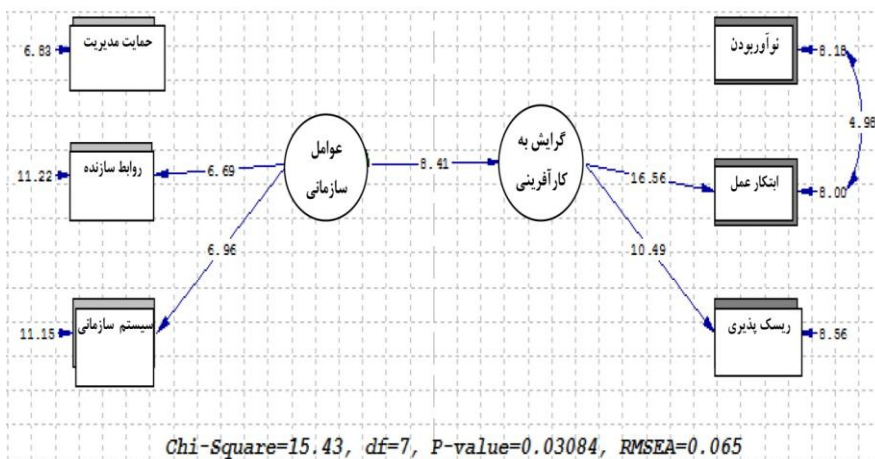 حمایت مدیریت
6.83
نوآوربودن
8.18
4.98
عوامل
سازمانی
گرایش به
کارآفرینی
8.41
روابط سازنده
11.22
6.69
16.56
ابتکار عمل
8.00
6.96
10.49
سیستم سازمانی
11.15
ریسک پذیری
8.56
Chi-Square=15.43, df=7, P-value=0.03084, RMSEA=0.065